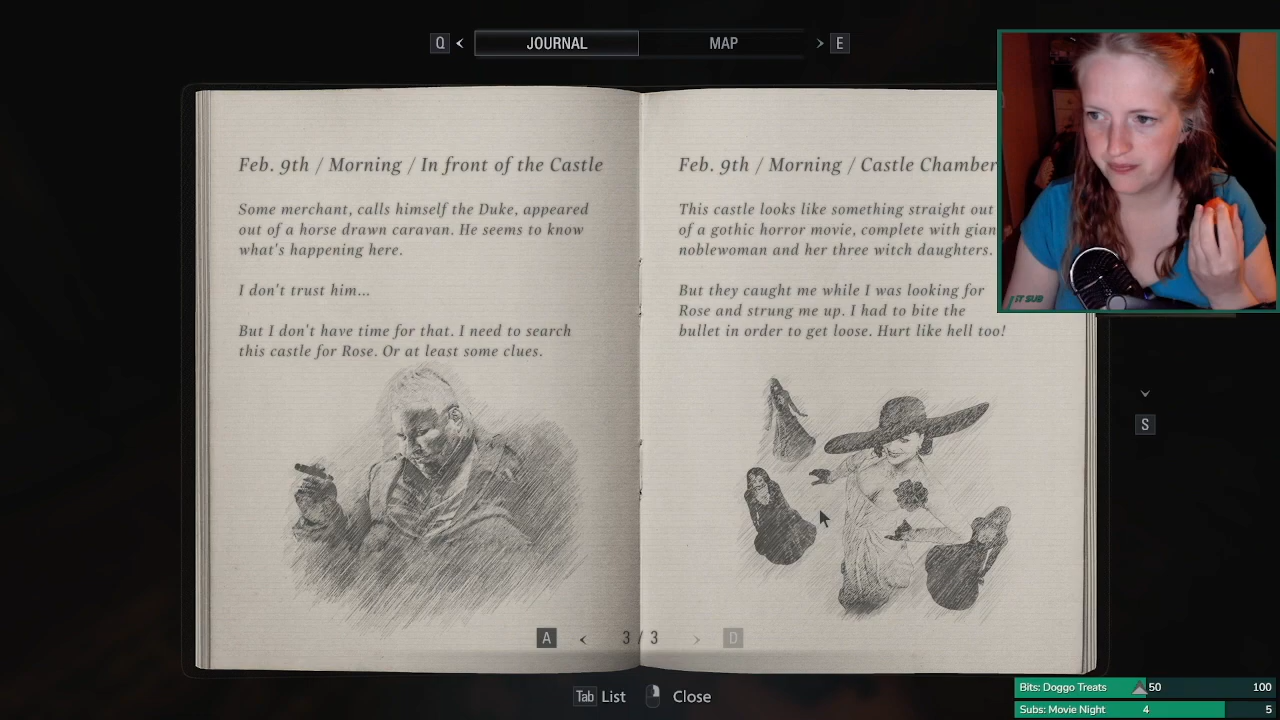 Q < JOURNAL MAP > E
Feb. 9th / Morning / In front of the Castle
Some merchant, calls himself the Duke, appeared
out of a horse drawn caravan. He seems to know
what's happening here.
I don't trust him...
But I don't have time for that. I need to search
this castle for Rose. Or at least some clues.
Feb. 9th / Morning / Castle Chamber
This castle looks like something straight out
of a gothic horror movie, complete with gian
noblewoman and her three witch daughters.
But they caught me while I was looking for
Rose and strung me up. I had to bite the
bullet in order to get loose. Hurt like hell too!
IT SUB
S
A < 3 / 3 > D
Tab List Close
Bits: Doggo Treats 50 100
Subs: Movie Night 4 5